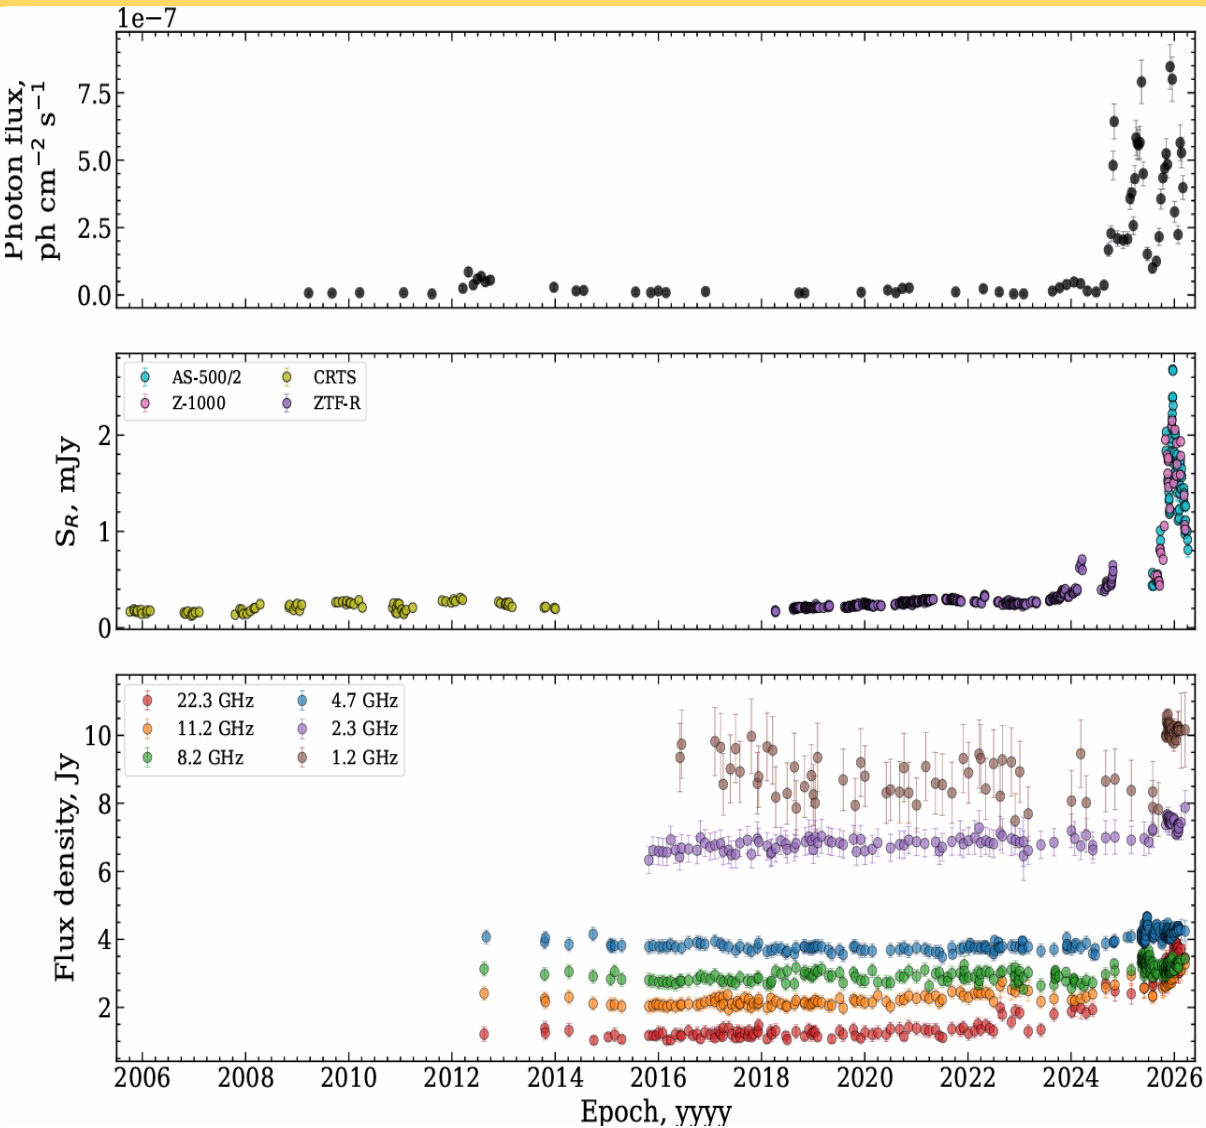 1e−7
Photon flux,
ph cm−2 s−1
7.5
5.0
2.5
0.0
AS-500/2
CRTS
Z-1000
ZTF-R
SR, mJy
2
1
0
22.3 GHz
4.7 GHz
11.2 GHz
2.3 GHz
8.2 GHz
1.2 GHz
Flux density, Jy
10
8
6
4
2
2006 2008 2010 2012 2014 2016 2018 2020 2022 2024 2026
Epoch, yyyy